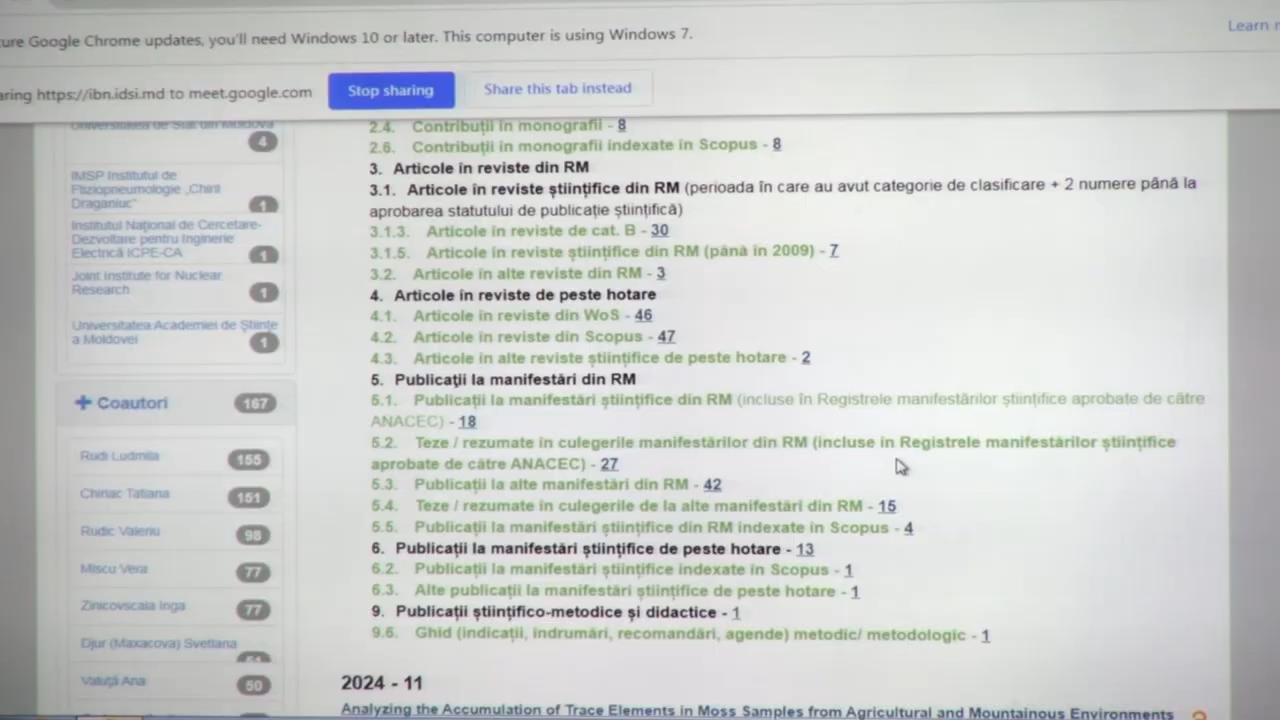 ure Google Chrome updates, you'll need Windows 10 or later. This computer is using Windows 7.
Learn
aring https://ibn.idsi.md to meet.google.com
Stop sharing
Share this tab instead
Universitatea de Stat din Moldova
4
IMSP Institutul de
Ftiziopneumologie „Chiril
Draganiuc"
1
Institutul Naţional de Cercetare-
Dezvoltare pentru Inginerie
Electrică ICPE-CA
1
Joint Institute for Nuclear
Research
1
Universitatea Academiei de Ştiinţe
a Moldovei
1
Coautori
167
Rudi Ludmila
155
Chiriac Tatiana
151
Rudic Valeriu
98
Miscu Vera
77
Zinicovscaia Inga
77
Djur (Maxacova) Svetlana
Valuţă Ana
50
2.4. Contribuții în monografii - 8
2.6. Contribuții în monografii indexate în Scopus - 8
3. Articole în reviste din RM
3.1. Articole în reviste științifice din RM (perioada în care au avut categorie de clasificare + 2 numere până la
aprobarea statutului de publicație științifică)
3.1.3. Articole în reviste de cat. B - 30
3.1.5. Articole în reviste științifice din RM (până în 2009) - 7
3.2. Articole în alte reviste din RM - 3
4. Articole în reviste de peste hotare
4.1. Articole în reviste din WoS - 46
4.2. Articole în reviste din Scopus - 47
4.3. Articole în alte reviste științifice de peste hotare - 2
5. Publicaţii la manifestări din RM
5.1. Publicații la manifestări științifice din RM (incluse în Registrele manifestărilor științifice aprobate de către
ANACEC) - 18
5.2. Teze / rezumate în culegerile manifestărilor din RM (incluse în Registrele manifestărilor științifice
aprobate de către ANACEC) - 27
5.3. Publicații la alte manifestări din RM - 42
5.4. Teze / rezumate în culegerile de la alte manifestări din RM - 15
5.5. Publicații la manifestări științifice din RM indexate în Scopus - 4
6. Publicații la manifestări științifice de peste hotare - 13
6.2. Publicații la manifestări științifice indexate în Scopus - 1
6.3. Alte publicații la manifestări științifice de peste hotare - 1
9. Publicații științifico-metodice și didactice - 1
9.6. Ghid (indicații, îndrumări, recomandări, agende) metodic/ metodologic - 1
2024 - 11
Analyzing the Accumulation of Trace Elements in Moss Samples from Agricultural and Mountainous Environments